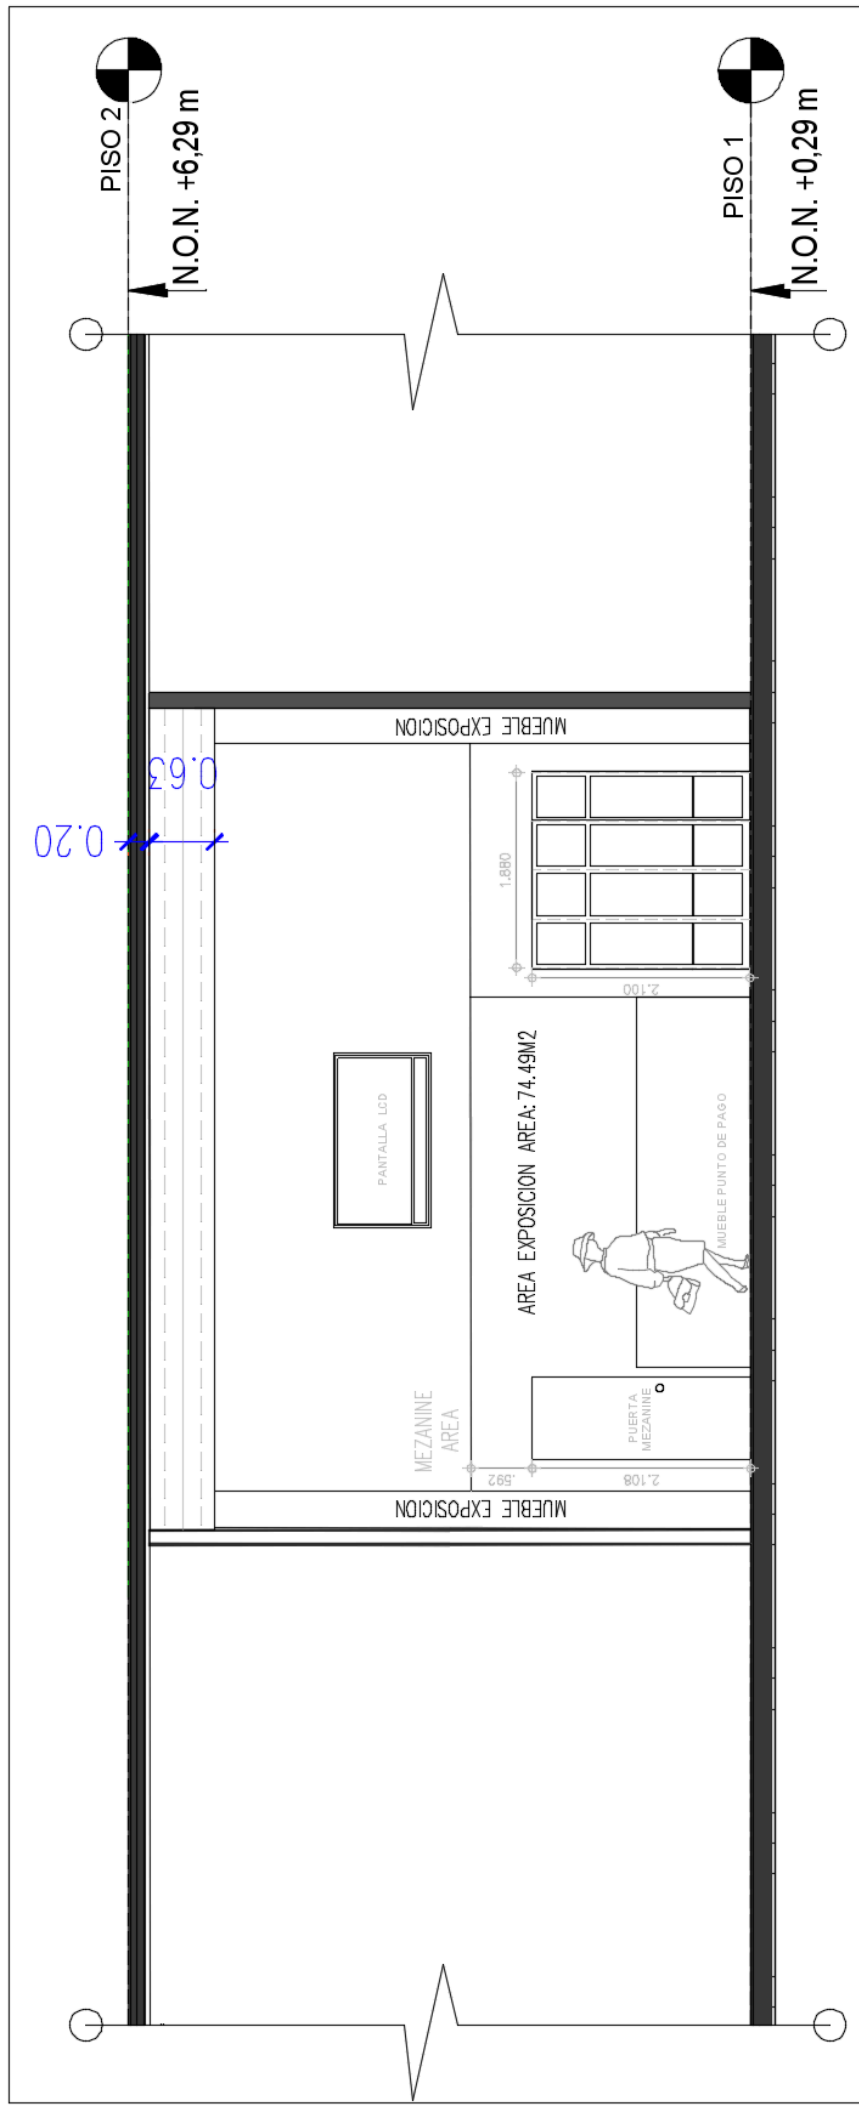 PISO 2
N.O.N. +6,29 m
PISO 1
N.O.N. +0,29 m
0.20
0.63
MUEBLE EXPOSICION
1.880
2.100
PANTALLA LCD
AREA EXPOSICION AREA: 74.49M2
MUEBLE PUNTO DE PAGO
MEZANINE
AREA
PUERTA
MEZANINE
.592
2.108
MUEBLE EXPOSICION